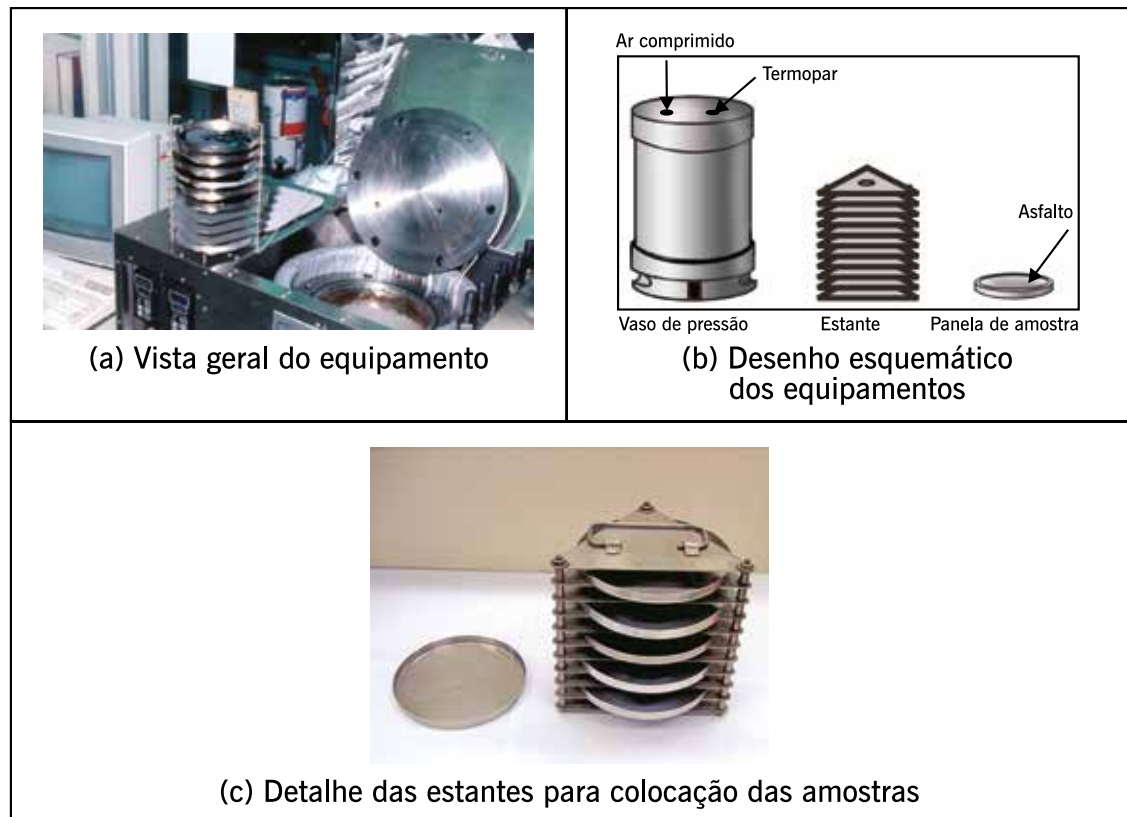 Ar comprimido
Termopar
Asfalto
Vaso de pressão
Estante
Panela de amostra
(a) Vista geral do equipamento
(b) Desenho esquemático
dos equipamentos
(c) Detalhe das estantes para colocação das amostras